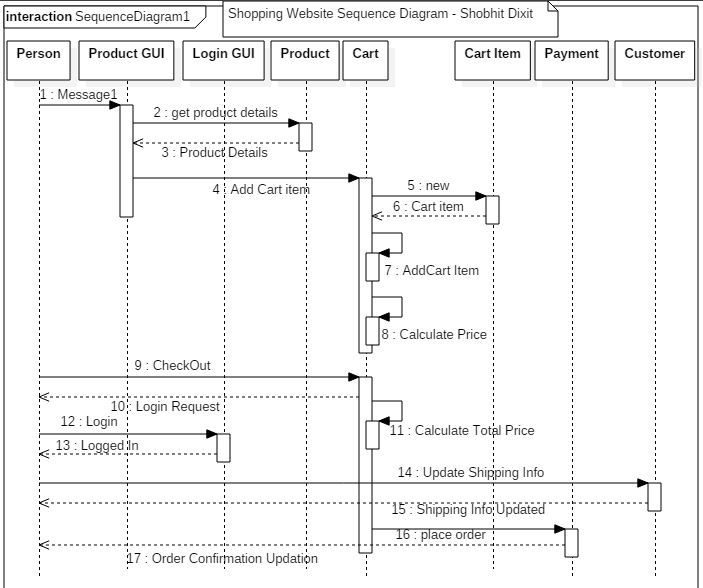 interaction SequenceDiagram1
Shopping Website Sequence Diagram - Shobhit Dixit
Person
Product GUI
Login GUI
Product
Cart
Cart Item
Payment
Customer
1 : Message1
2 : get product details
3 : Product Details
4 : Add Cart item
5 : new
6 : Cart item
7 : AddCart Item
8 : Calculate Price
9 : CheckOut
10 : Login Request
11 : Calculate Total Price
12 : Login
13 : Logged In
14 : Update Shipping Info
15 : Shipping Info Updated
16 : place order
17 : Order Confirmation Updation